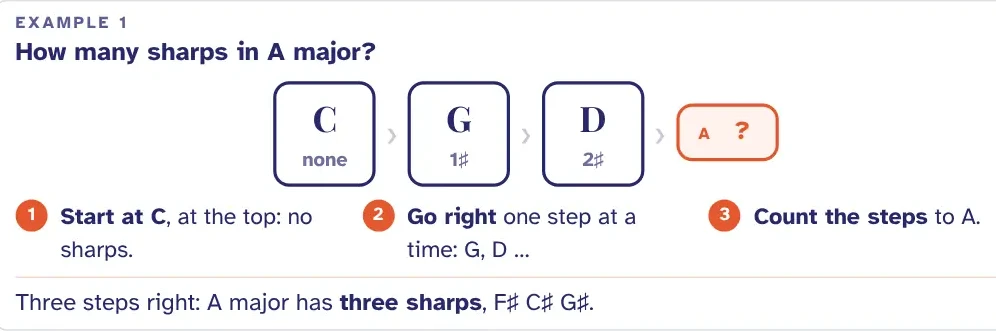 EXAMPLE 1
How many sharps in A major?
C
none
›
G
1♯
›
D
2♯
›
A ?
1 Start at C, at the top: no
sharps.
2 Go right one step at a
time: G, D ...
3 Count the steps to A.
Three steps right: A major has three sharps, F♯ C♯ G♯.